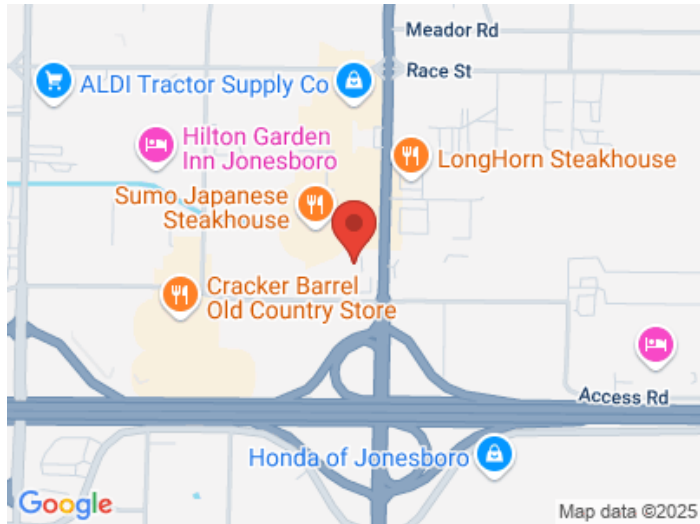 Meador Rd
Race St
ALDI Tractor Supply Co
Hilton Garden
Inn Jonesboro
LongHorn Steakhouse
Sumo Japanese
Steakhouse
Cracker Barrel
Old Country Store
Access Rd
Honda of Jonesboro
Google
Map data ©2025